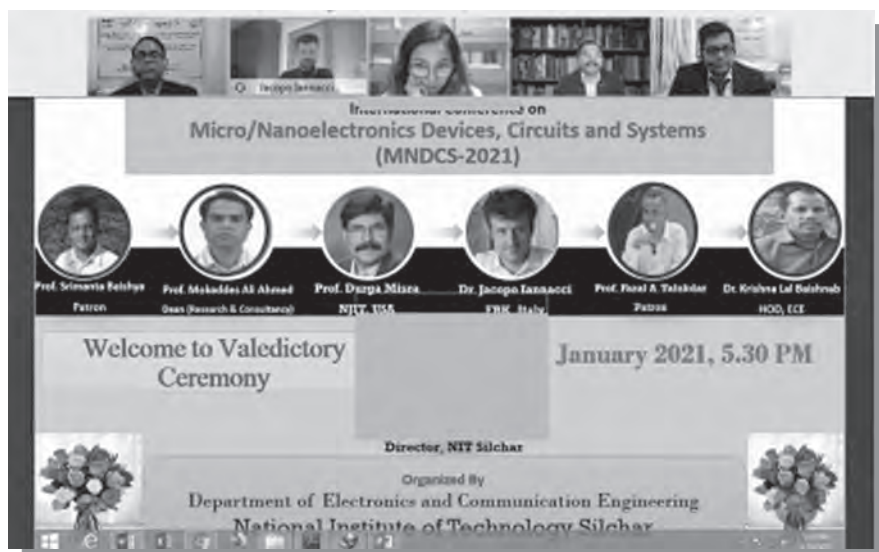 Jacopo Iannacci
International Conference on
Micro/Nanoelectronics Devices, Circuits and Systems
(MNDCS-2021)
Prof. Srimanta Baishya
Patron
Prof. Mokaddes Ali Ahmed
Dean (Research & Consultancy)
Prof. Durga Misra
NJIT, USA
Dr. Jacopo Iannacci
FBK, Italy
Prof. Fazal A. Talukdar
Patron
Dr. Krishna Lal Baishnab
HOD, ECE
Welcome to Valedictory
Ceremony
January 2021, 5.30 PM
Director, NIT Silchar
Organized By
Department of Electronics and Communication Engineering
National Institute of Technology Silchar